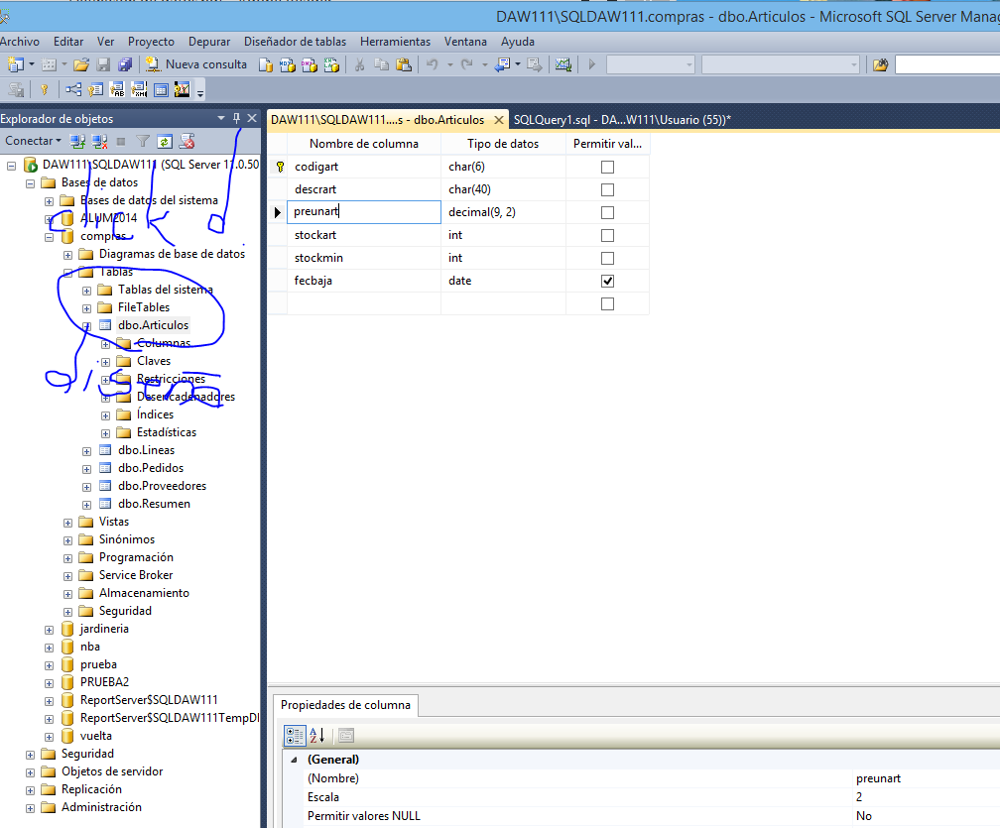 DAW111\SQLDAW111.compras - dbo.Articulos - Microsoft SQL Server Manag
Archivo Editar Ver Proyecto Depurar Diseñador de tablas Herramientas Ventana Ayuda
Nueva consulta
Explorador de objetos
Conectar
DAW111\SQLDAW111 (SQL Server 11.0.50
Bases de datos
Bases de datos del sistema
ALUM2014
compras
Diagramas de base de datos
Tablas
Tablas del sistema
FileTables
dbo.Articulos
Columnas
Claves
Restricciones
Desencadenadores
Índices
Estadísticas
dbo.Lineas
dbo.Pedidos
dbo.Proveedores
dbo.Resumen
Vistas
Sinónimos
Programación
Service Broker
Almacenamiento
Seguridad
jardineria
nba
prueba
PRUEBA2
ReportServer$SQLDAW111
ReportServer$SQLDAW111TempDI
vuelta
Seguridad
Objetos de servidor
Replicación
Administración
click d.
DAW111\SQLDAW111....s - dbo.Articulos SQLQuery1.sql - DA...W111\Usuario (55))*
Nombre de columna Tipo de datos Permitir val...
codigart char(6)
descrart char(40)
preunart decimal(9, 2)
stockart int
stockmin int
fecbaja date
Propiedades de columna
(General)
(Nombre) preunart
Escala 2
Permitir valores NULL No